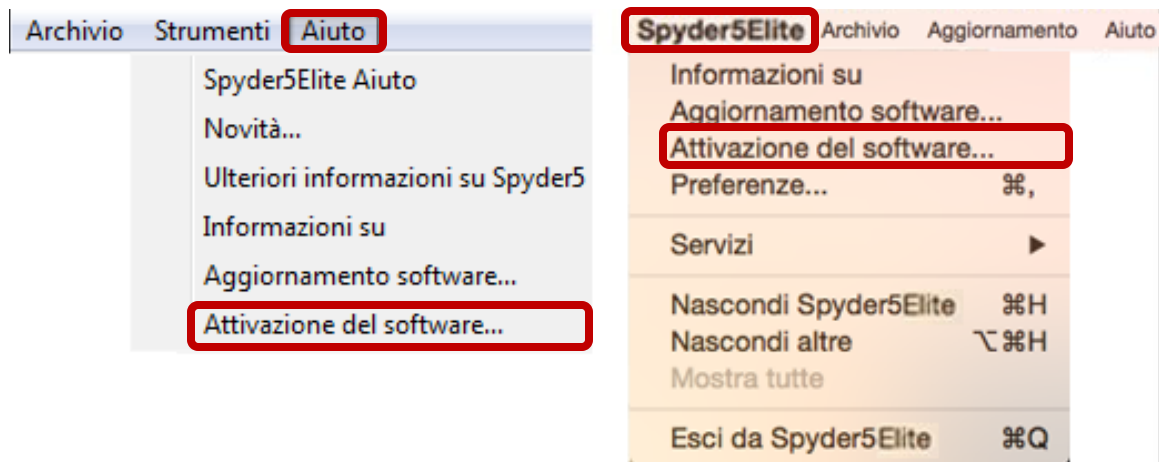 Archivio Strumenti Aiuto
Spyder5Elite Aiuto
Novità...
Ulteriori informazioni su Spyder5
Informazioni su
Aggiornamento software...
Attivazione del software...
Spyder5Elite Archivio Aggiornamento Aiuto
Informazioni su
Aggiornamento software...
Attivazione del software...
Preferenze... ⌘,
Servizi ▶
Nascondi Spyder5Elite ⌘H
Nascondi altre ⌥⌘H
Mostra tutte
Esci da Spyder5Elite ⌘Q